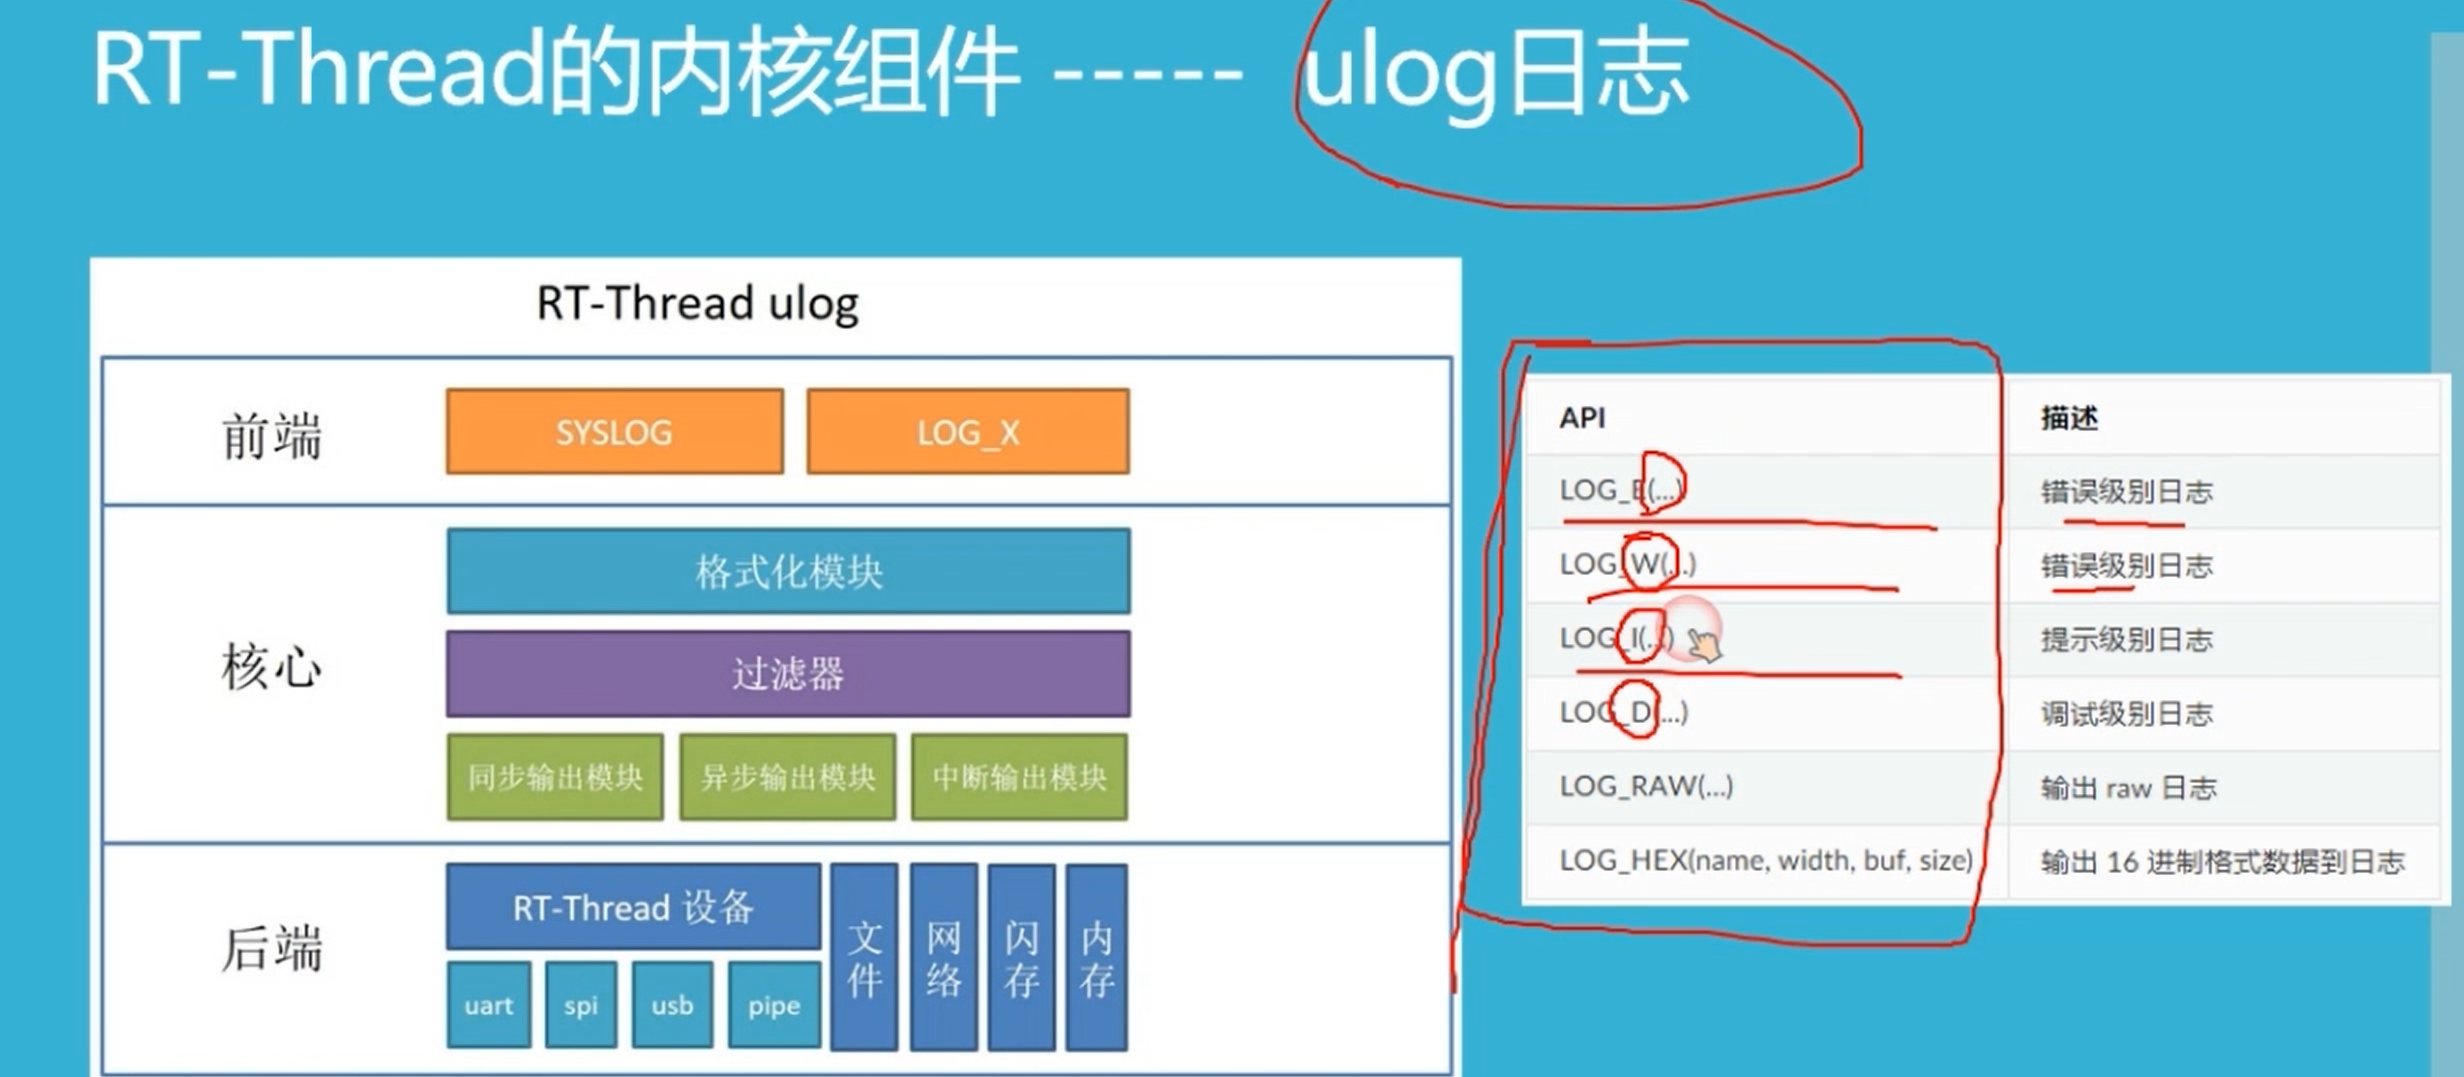 RT-Thread的内核组件 ----- ulog日志
RT-Thread ulog
前端
SYSLOG
LOG_X
核心
格式化模块
过滤器
同步输出模块
异步输出模块
中断输出模块
后端
RT-Thread 设备
uart
spi
usb
pipe
文件
网络
闪存
内存
API 描述
LOG_E(...) 错误级别日志
LOG_W(...) 错误级别日志
LOG_I(...) 提示级别日志
LOG_D(...) 调试级别日志
LOG_RAW(...) 输出 raw 日志
LOG_HEX(name, width, buf, size) 输出 16 进制格式数据到日志